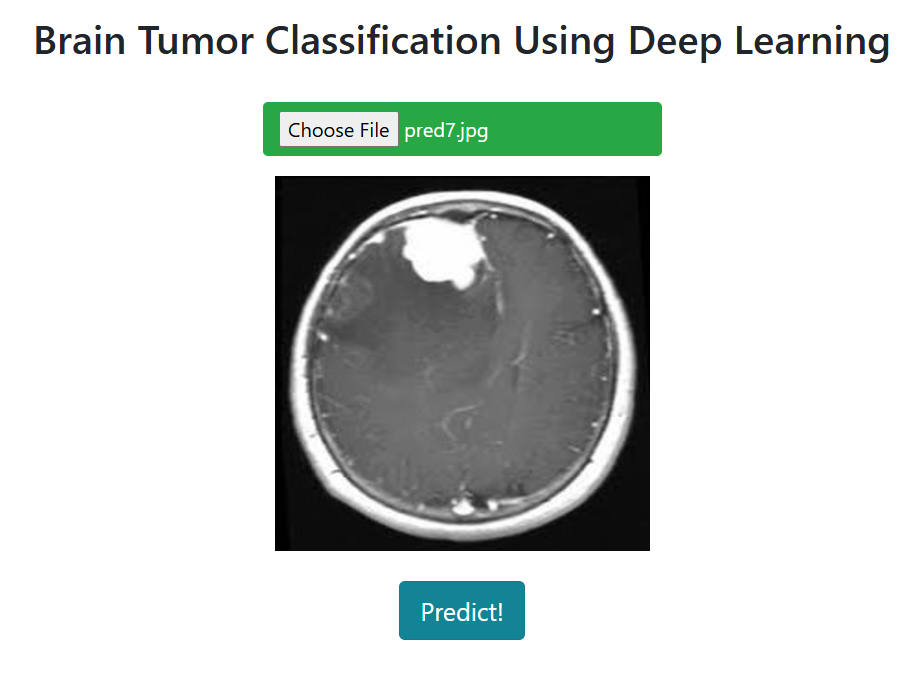 Brain Tumor Classification Using Deep Learning
Choose File pred7.jpg
Predict!